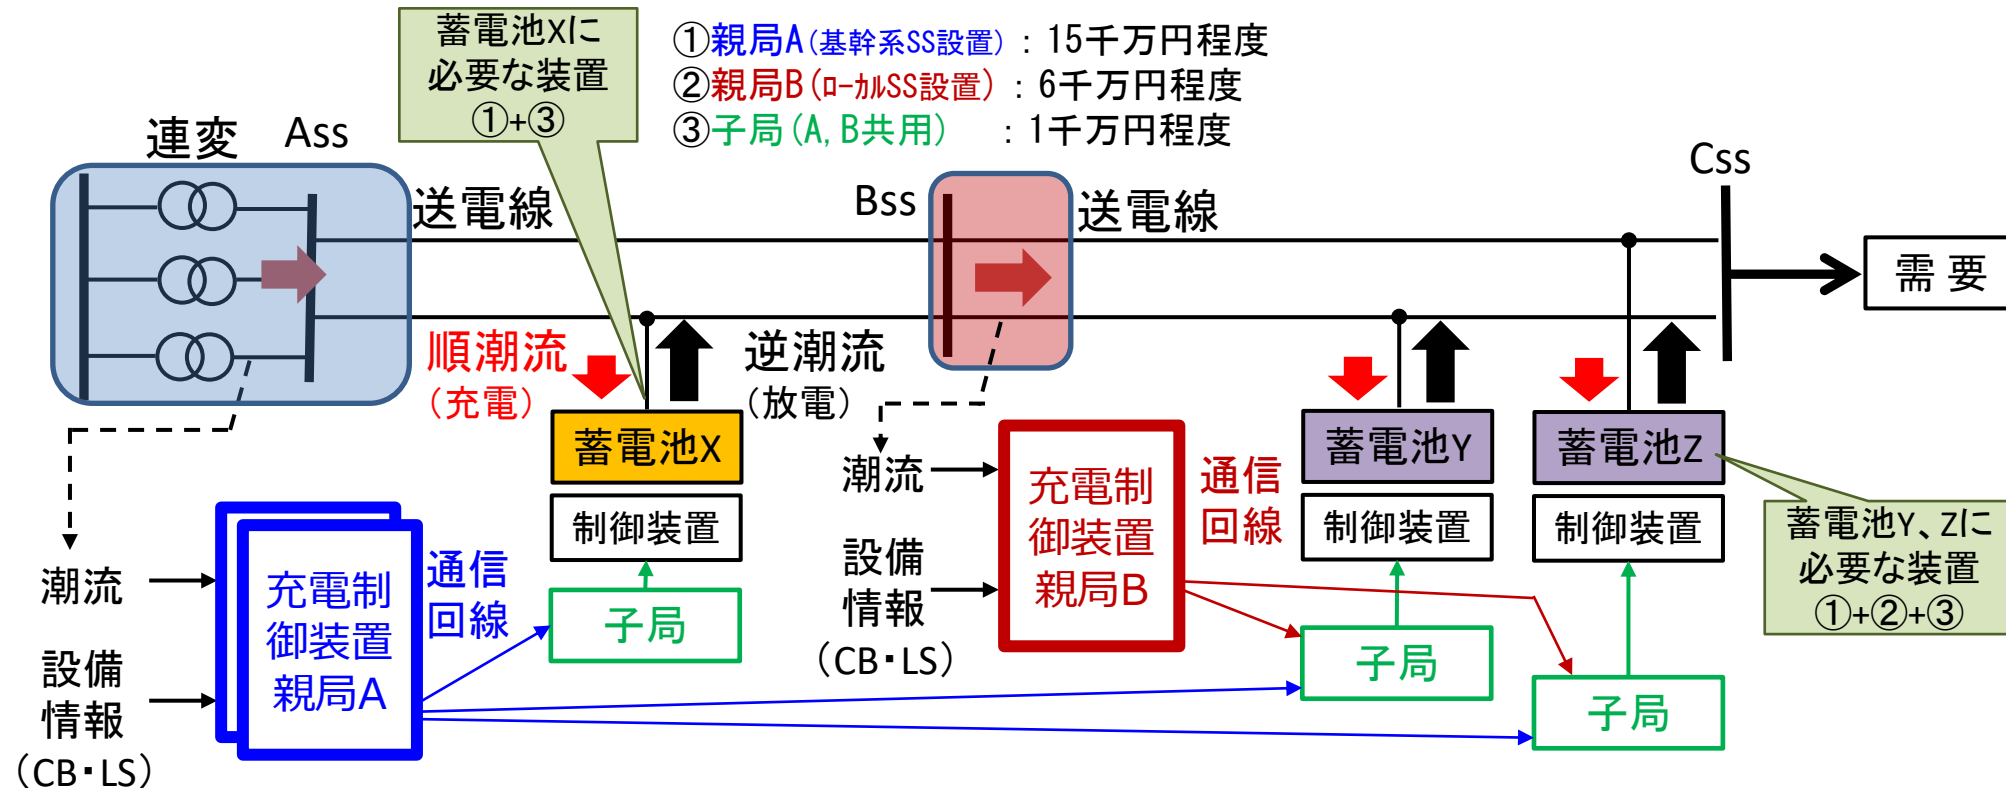 蓄電池Xに
必要な装置
①+③
①親局A(基幹系SS設置)：15千万円程度
②親局B(ﾛｰｶﾙSS設置)：6千万円程度
③子局(A,B共用)　：1千万円程度
連変
Ass
送電線
Bss
送電線
Css
需要
順潮流
(充電)
逆潮流
(放電)
蓄電池X
制御装置
子局
潮流
設備
情報
(CB･LS)
充電制
御装置
親局A
通信
回線
潮流
設備
情報
(CB･LS)
充電制
御装置
親局B
通信
回線
蓄電池Y
制御装置
子局
蓄電池Z
制御装置
子局
蓄電池Y、Zに
必要な装置
①+②+③